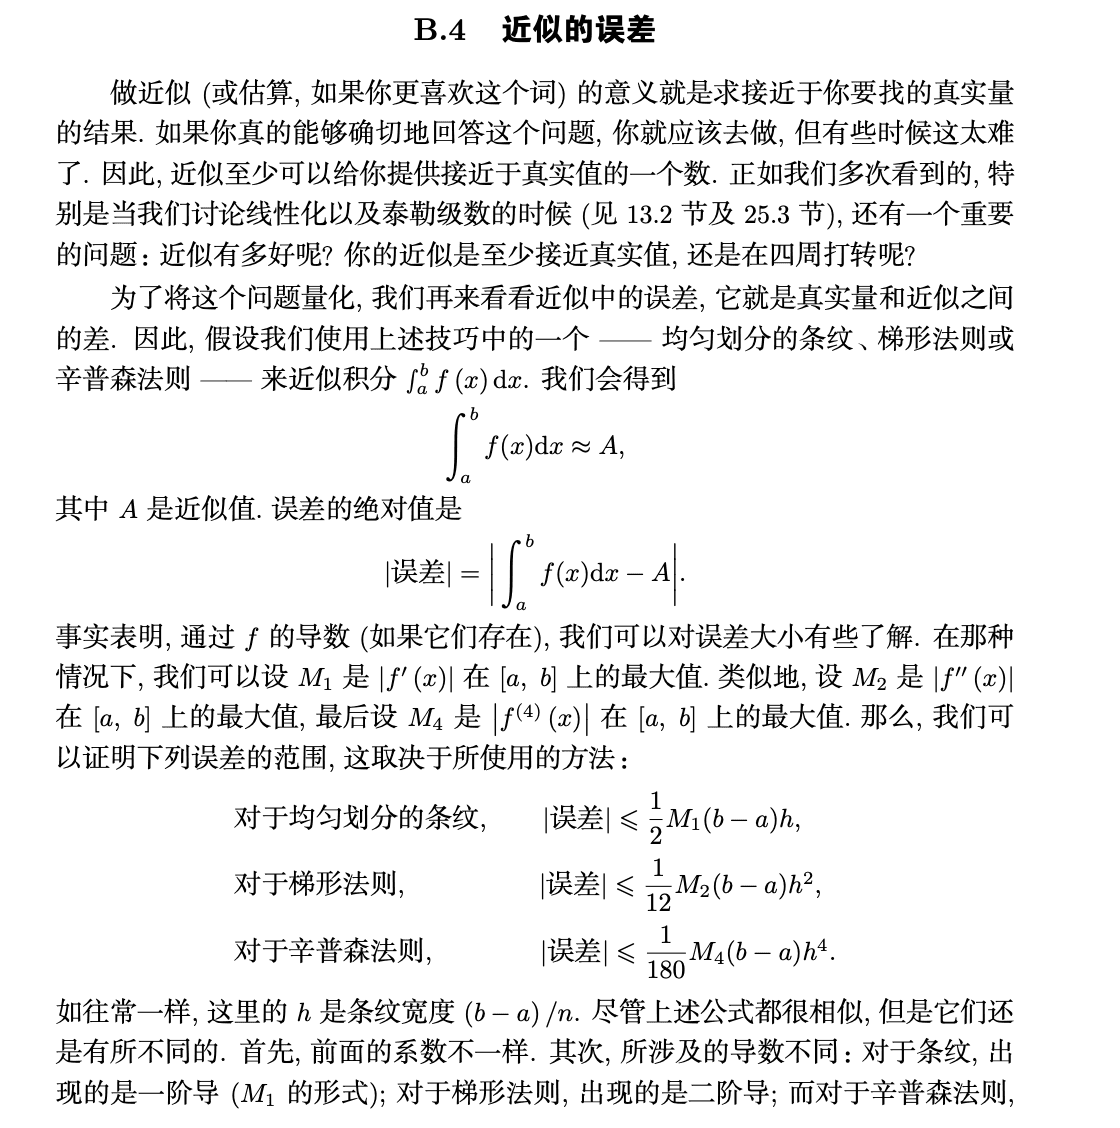 B.4 近似的误差
做近似 (或估算, 如果你更喜欢这个词) 的意义就是求接近于你要找的真实量
的结果. 如果你真的能够确切地回答这个问题, 你就应该去做, 但有些时候这太难
了. 因此, 近似至少可以给你提供接近于真实值的一个数. 正如我们多次看到的, 特
别是当我们讨论线性化以及泰勒级数的时候 (见 13.2 节及 25.3 节), 还有一个重要
的问题: 近似有多好呢? 你的近似是至少接近真实值, 还是在四周打转呢?
为了将这个问题量化, 我们再来看看近似中的误差, 它就是真实量和近似之间
的差. 因此, 假设我们使用上述技巧中的一个 —— 均匀划分的条纹、梯形法则或
辛普森法则 —— 来近似积分 ∫_a^b f (x) dx. 我们会得到
∫_a^b f(x)dx ≈ A,
其中 A 是近似值. 误差的绝对值是
|误差| = |∫_a^b f(x)dx − A|.
事实表明, 通过 f 的导数 (如果它们存在), 我们可以对误差大小有些了解. 在那种
情况下, 我们可以设 M₁ 是 |f′ (x)| 在 [a, b] 上的最大值. 类似地, 设 M₂ 是 |f″ (x)|
在 [a, b] 上的最大值, 最后设 M₄ 是 |f⁽⁴⁾ (x)| 在 [a, b] 上的最大值. 那么, 我们可
以证明下列误差的范围, 这取决于所使用的方法:
对于均匀划分的条纹, |误差| ⩽ 1/2 M₁(b − a)h,
对于梯形法则, |误差| ⩽ 1/12 M₂(b − a)h²,
对于辛普森法则, |误差| ⩽ 1/180 M₄(b − a)h⁴.
如往常一样, 这里的 h 是条纹宽度 (b − a) /n. 尽管上述公式都很相似, 但是它们还
是有所不同的. 首先, 前面的系数不一样. 其次, 所涉及的导数不同: 对于条纹, 出
现的是一阶导 (M₁ 的形式); 对于梯形法则, 出现的是二阶导; 而对于辛普森法则,